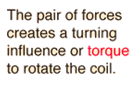 The pair of forces
creates a turning
influence or torque
to rotate the coil.